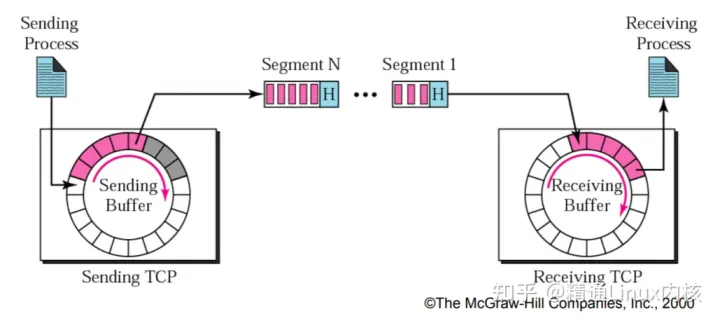 Sending
Process
Receiving
Process
Segment N
Segment 1
H
•••
H
Sending
Buffer
Receiving
Buffer
Sending TCP
Receiving TCP
知乎 @精通Linux内核
©The McGraw-Hill Companies, Inc., 2000